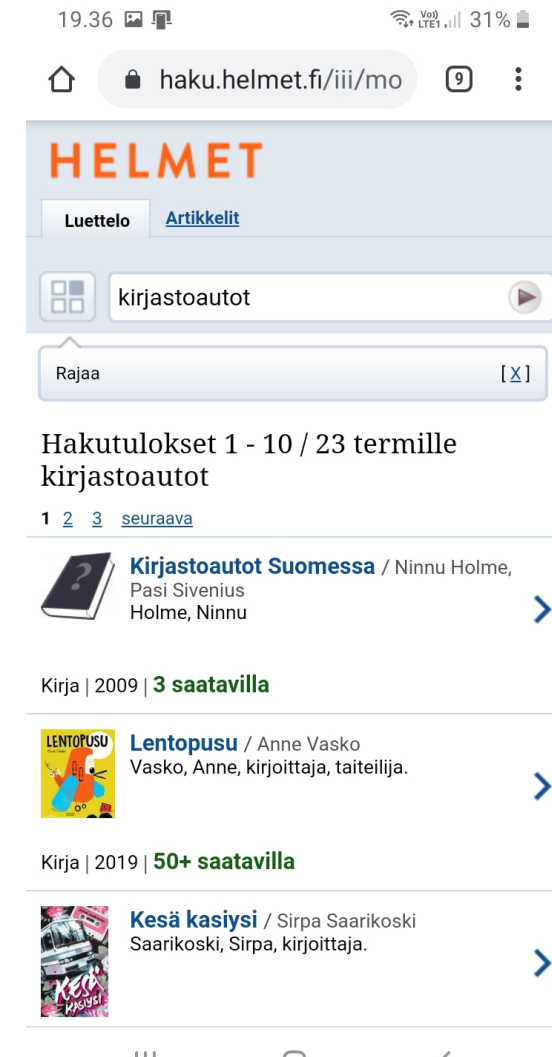 19.36 Vo)) LTE1 31%
haku.helmet.fi/iii/mo 9
HELMET
Luettelo Artikkelit
kirjastoautot
Rajaa [X]
Hakutulokset 1 - 10 / 23 termille
kirjastoautot
1 2 3 seuraava
? Kirjastoautot Suomessa / Ninnu Holme,
Pasi Sivenius
Holme, Ninnu
Kirja | 2009 | 3 saatavilla
LENTOPUSU
Lentopusu / Anne Vasko
Vasko, Anne, kirjoittaja, taiteilija.
Kirja | 2019 | 50+ saatavilla
Kesä kasiysi / Sirpa Saarikoski
Saarikoski, Sirpa, kirjoittaja.
KESÄ
KASIYSI